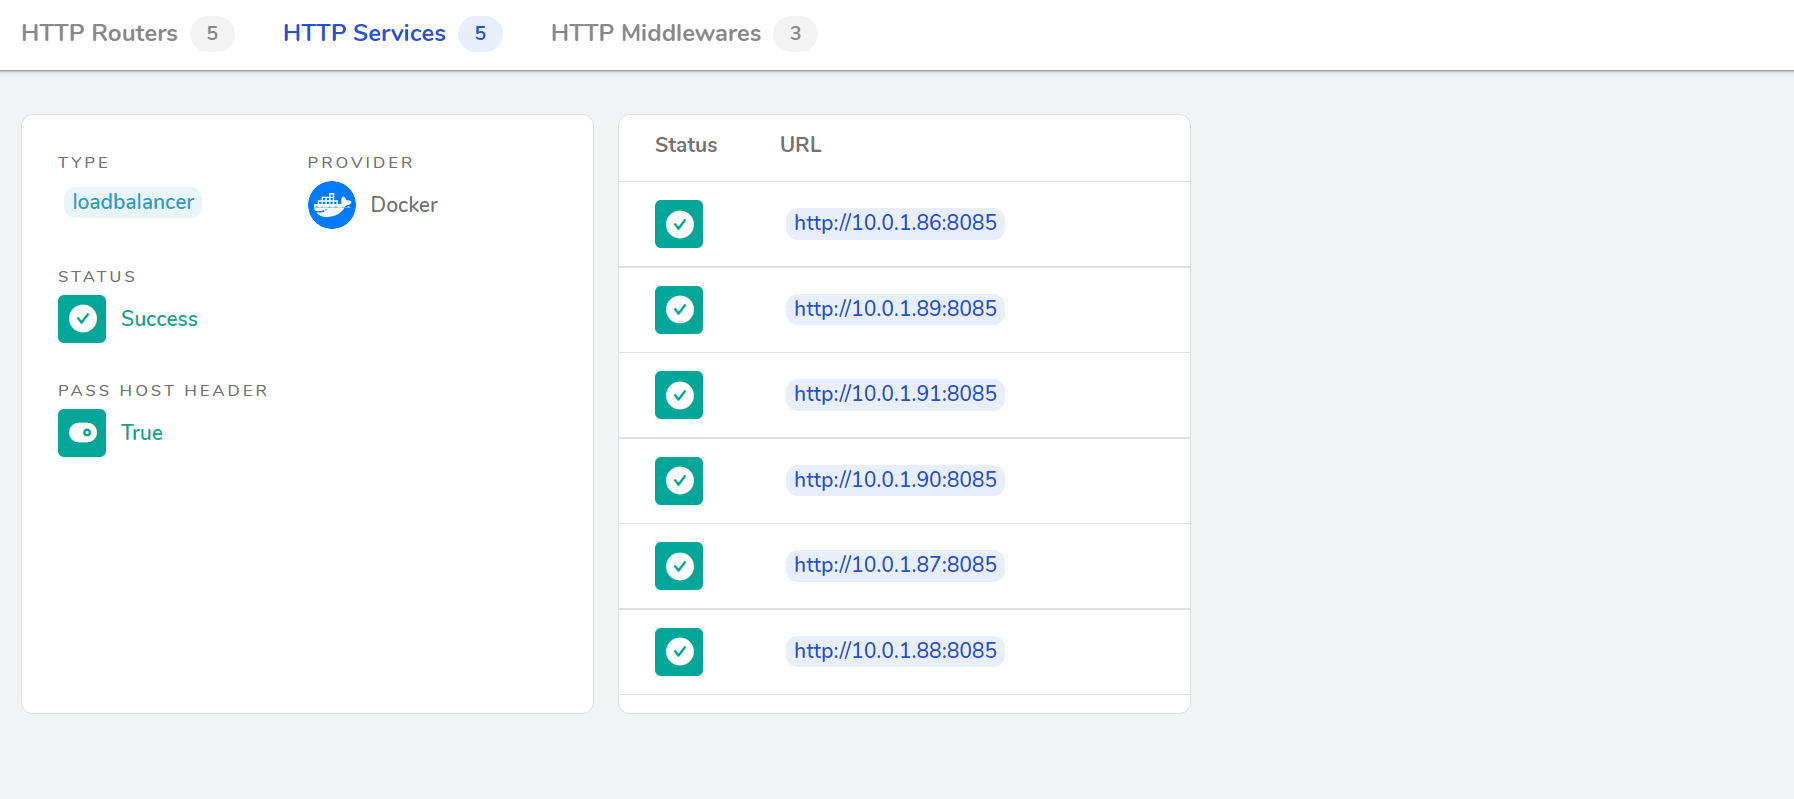 HTTP Routers 5 HTTP Services 5 HTTP Middlewares 3
TYPE PROVIDER
loadbalancer Docker
STATUS
Success
PASS HOST HEADER
True
Status URL
http://10.0.1.86:8085
http://10.0.1.89:8085
http://10.0.1.91:8085
http://10.0.1.90:8085
http://10.0.1.87:8085
http://10.0.1.88:8085